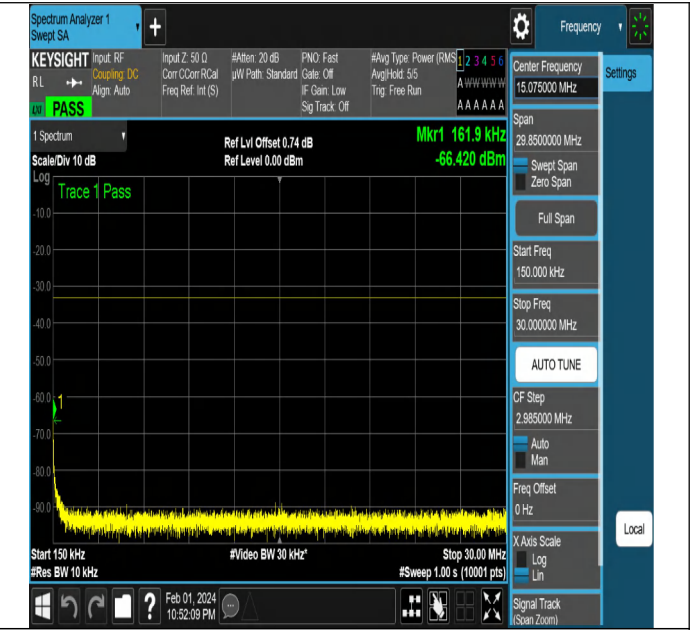 Spectrum Analyzer 1
Swept SA
+
Frequency
KEYSIGHT
RL
Input: RF
Coupling: DC
Align: Auto
Input Z: 50 Ω
Corr CCorr RCal
Freq Ref: Int (S)
#Atten: 20 dB
µW Path: Standard
PNO: Fast
Gate: Off
IF Gain: Low
Sig Track: Off
#Avg Type: Power (RMS
Avg|Hold: 5/5
Trig: Free Run
1 2 3 4 5 6
A W W W W W
A A A A A A
LXI
PASS
1 Spectrum
Scale/Div 10 dB
Log
Ref Lvl Offset 0.74 dB
Ref Level 0.00 dBm
Mkr1 161.9 kHz
-66.420 dBm
Trace 1 Pass
-10.0
-20.0
-30.0
-40.0
-50.0
-60.0
1
-70.0
-80.0
-90.0
Start 150 kHz
#Res BW 10 kHz
#Video BW 30 kHz*
Stop 30.00 MHz
#Sweep 1.00 s (10001 pts)
Center Frequency
15.075000 MHz
Settings
Span
29.8500000 MHz
Swept Span
Zero Span
Full Span
Start Freq
150.000 kHz
Stop Freq
30.000000 MHz
AUTO TUNE
CF Step
2.985000 MHz
Auto
Man
Freq Offset
0 Hz
X Axis Scale
Log
Lin
Local
Signal Track
(Span Zoom)
?
Feb 01, 2024
10:52:09 PM